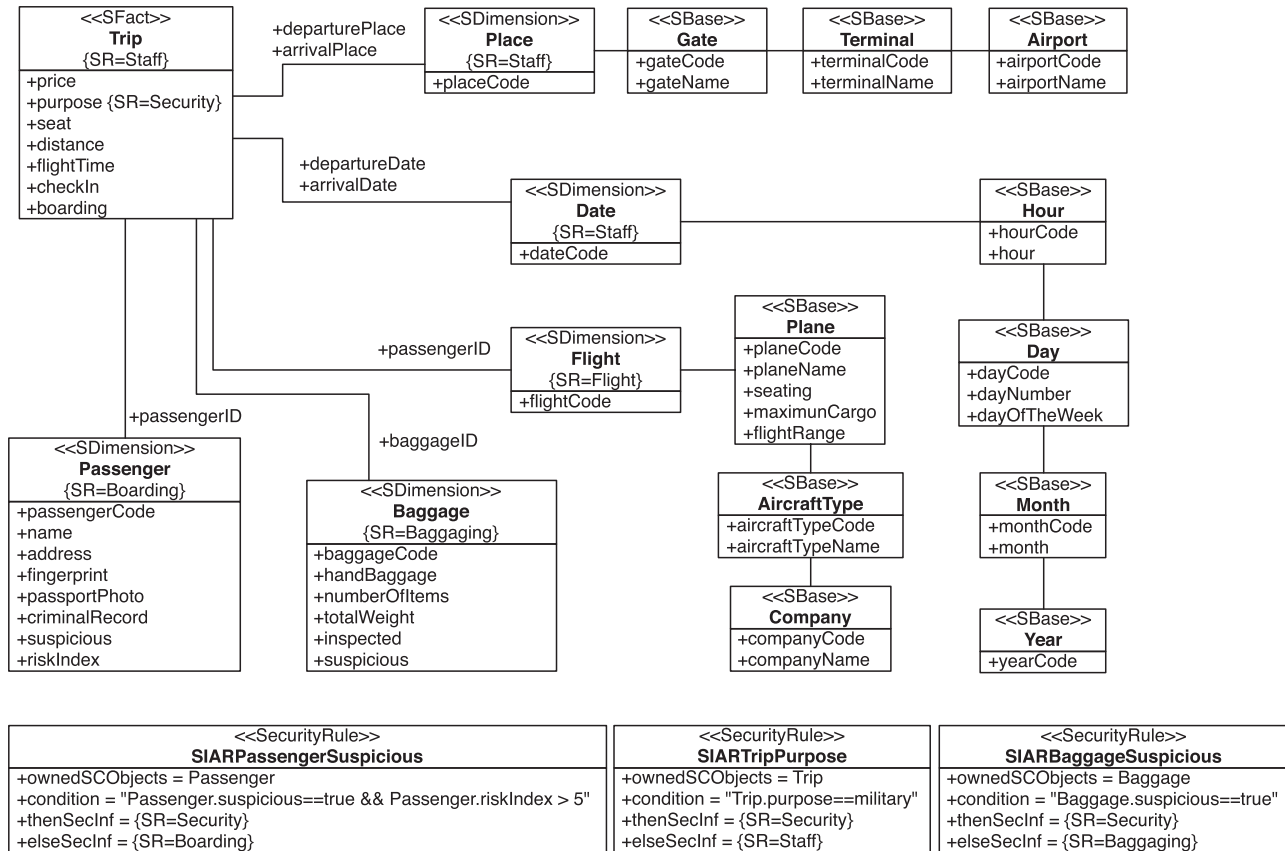 <<SFact>>
Trip
{SR=Staff}
+price
+purpose {SR=Security}
+seat
+distance
+flightTime
+checkIn
+boarding
+departurePlace
+arrivalPlace
<<SDimension>>
Place
{SR=Staff}
+placeCode
<<SBase>>
Gate
+gateCode
+gateName
<<SBase>>
Terminal
+terminalCode
+terminalName
<<SBase>>
Airport
+airportCode
+airportName
+departureDate
+arrivalDate
<<SDimension>>
Date
{SR=Staff}
+dateCode
<<SBase>>
Hour
+hourCode
+hour
<<SBase>>
Day
+dayCode
+dayNumber
+dayOfTheWeek
<<SBase>>
Month
+monthCode
+month
<<SBase>>
Year
+yearCode
+passengerID
<<SDimension>>
Flight
{SR=Flight}
+flightCode
<<SBase>>
Plane
+planeCode
+planeName
+seating
+maximunCargo
+flightRange
<<SBase>>
AircraftType
+aircraftTypeCode
+aircraftTypeName
<<SBase>>
Company
+companyCode
+companyName
+passengerID
<<SDimension>>
Passenger
{SR=Boarding}
+passengerCode
+name
+address
+fingerprint
+passportPhoto
+criminalRecord
+suspicious
+riskIndex
+baggageID
<<SDimension>>
Baggage
{SR=Baggaging}
+baggageCode
+handBaggage
+numberOfItems
+totalWeight
+inspected
+suspicious
<<SecurityRule>>
SIARPassengerSuspicious
+ownedSCObjects = Passenger
+condition = "Passenger.suspicious==true && Passenger.riskIndex > 5"
+thenSecInf = {SR=Security}
+elseSecInf = {SR=Boarding}
<<SecurityRule>>
SIARTripPurpose
+ownedSCObjects = Trip
+condition = "Trip.purpose==military"
+thenSecInf = {SR=Security}
+elseSecInf = {SR=Staff}
<<SecurityRule>>
SIARBaggageSuspicious
+ownedSCObjects = Baggage
+condition = "Baggage.suspicious==true"
+thenSecInf = {SR=Security}
+elseSecInf = {SR=Baggaging}